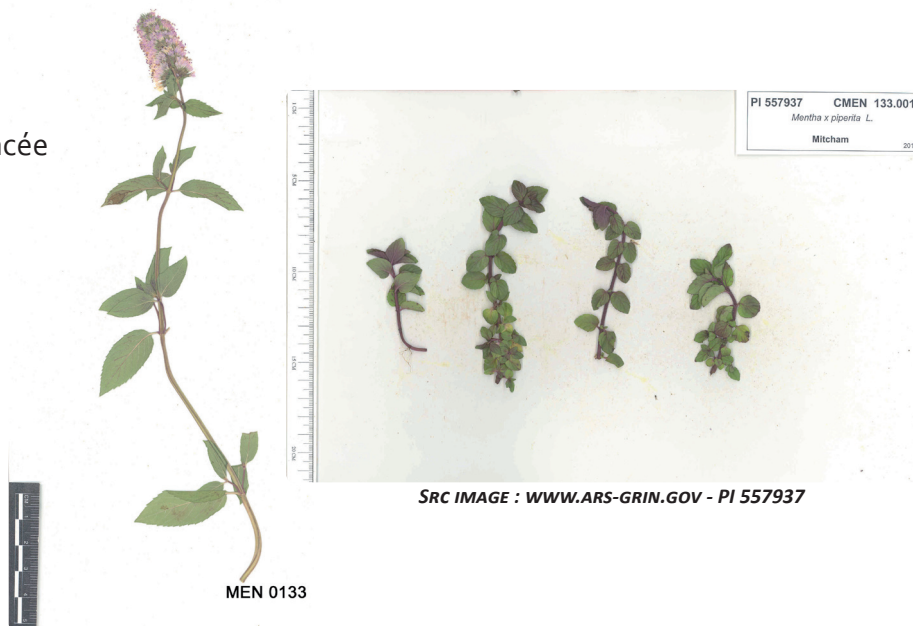 cée
PI 557937 CMEN 133.001
Mentha x piperita L.
Mitcham
SRC IMAGE : WWW.ARS-GRIN.GOV - PI 557937
MEN 0133